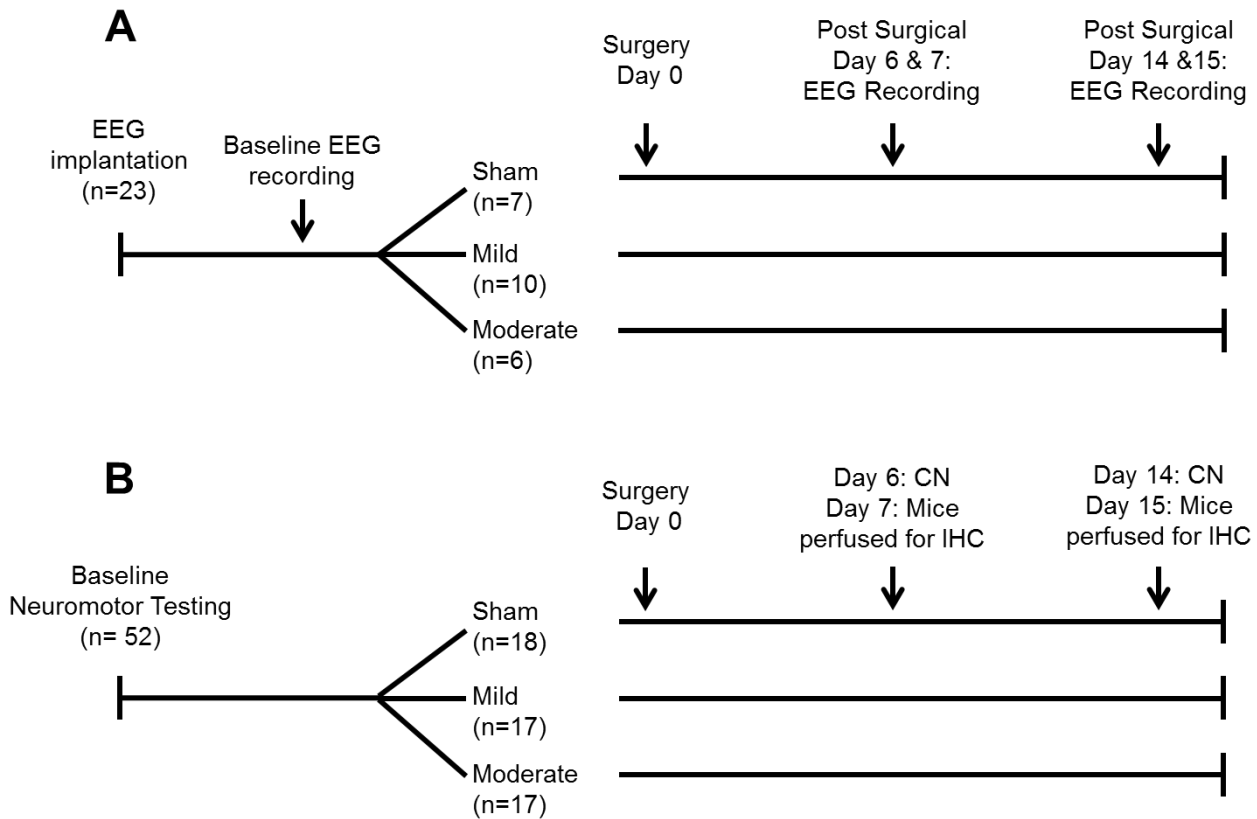 A
EEG
implantation
(n=23)
Baseline EEG
recording
Sham
(n=7)
Mild
(n=10)
Moderate
(n=6)
Surgery
Day 0
Post Surgical
Day 6 & 7:
EEG Recording
Post Surgical
Day 14 &15:
EEG Recording
B
Baseline
Neuromotor Testing
(n= 52)
Sham
(n=18)
Mild
(n=17)
Moderate
(n=17)
Surgery
Day 0
Day 6: CN
Day 7: Mice
perfused for IHC
Day 14: CN
Day 15: Mice
perfused for IHC